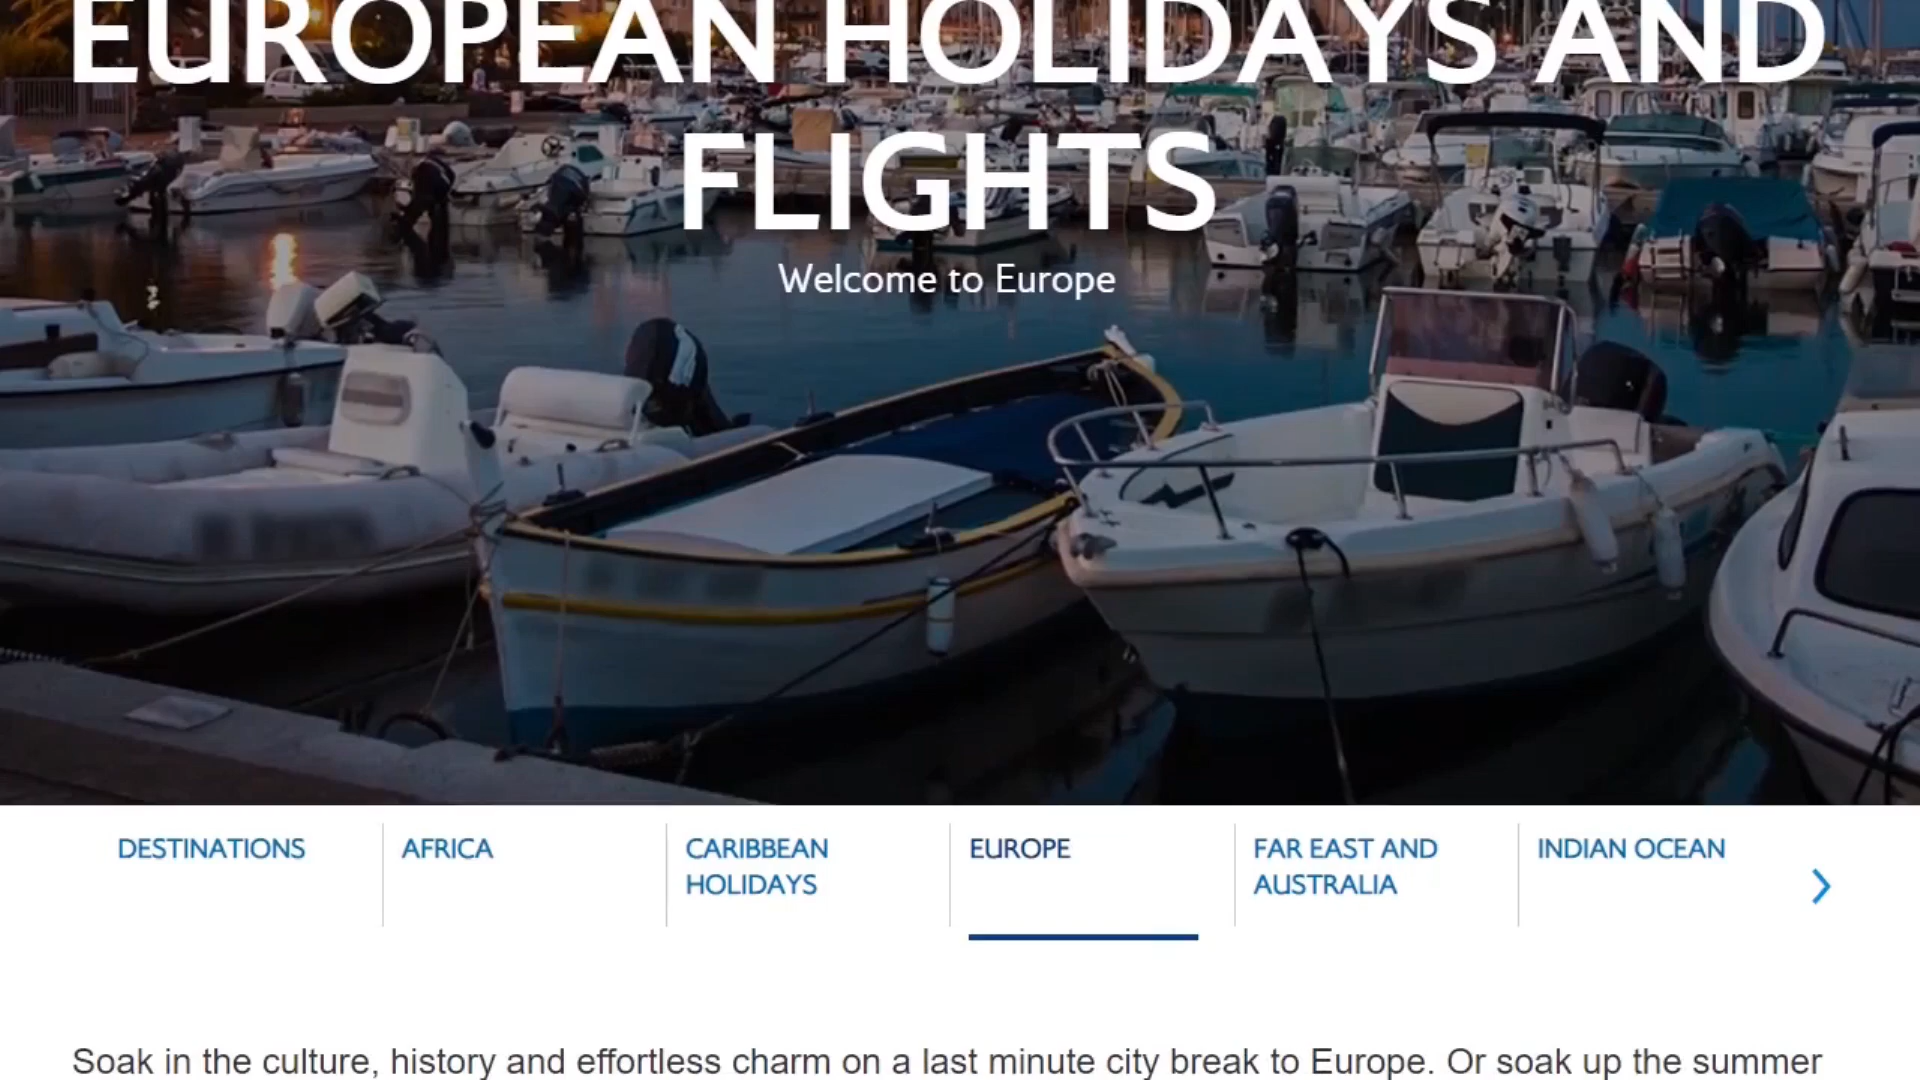 EUROPEAN HOLIDAYS AND
FLIGHTS
Welcome to Europe
DESTINATIONS
AFRICA
CARIBBEAN
HOLIDAYS
EUROPE
FAR EAST AND
AUSTRALIA
INDIAN OCEAN
Soak in the culture, history and effortless charm on a last minute city break to Europe. Or soak up the summer